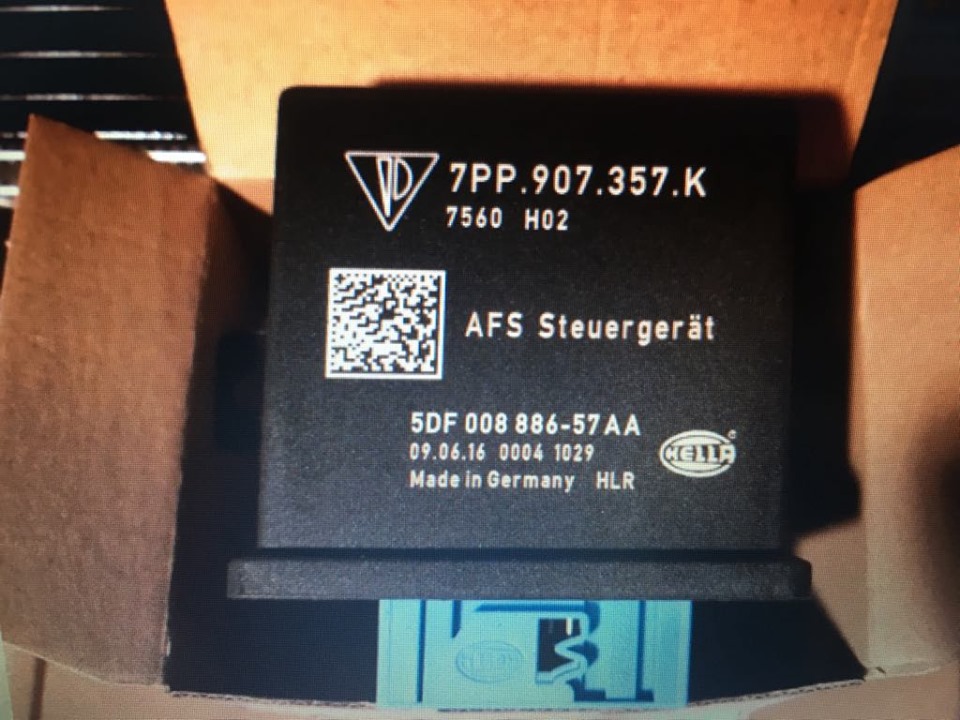 7PP.907.357.K
7560 H02
AFS Steuergerät
5DF 008 886-57AA
09.06.16 0004 1029
Made in Germany HLR
HELLA
HELLA